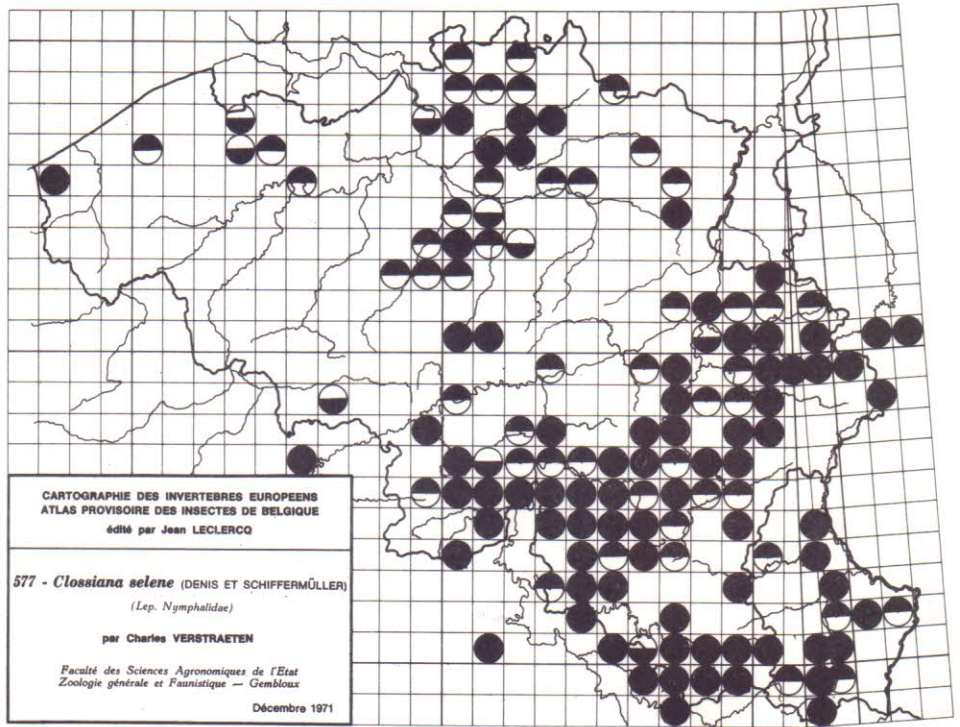 CARTOGRAPHIE DES INVERTEBRES EUROPEENS
ATLAS PROVISOIRE DES INSECTES DE BELGIQUE
édité par Jean LECLERCQ
577 - Clossiana selene (DENIS ET SCHIFFERMÜLLER)
(Lep. Nymphalidae)
par Charles VERSTRAETEN
Faculté des Sciences Agronomiques de l'Etat
Zoologie générale et Faunistique — Gembloux
Décembre 1971